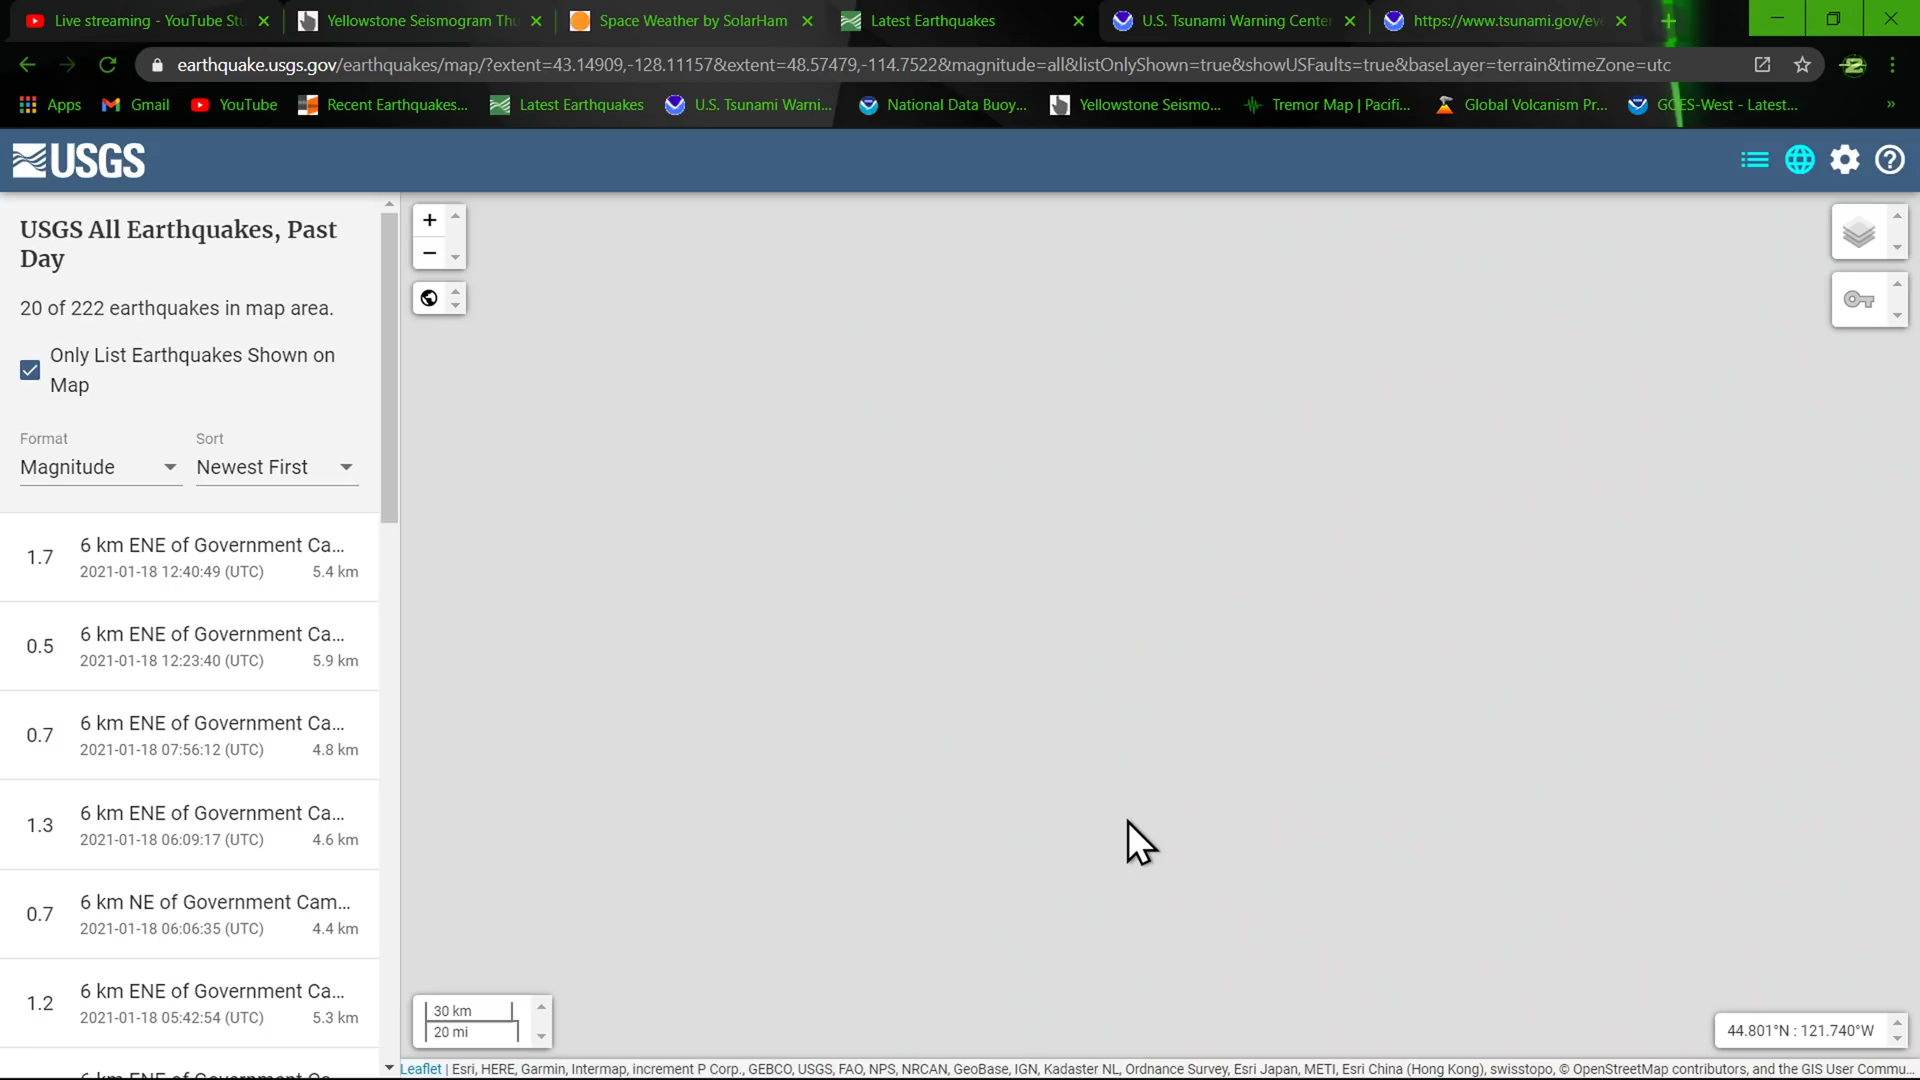 Live streaming - YouTube Stu
Yellowstone Seismogram Thu
Space Weather by SolarHam
Latest Earthquakes
U.S. Tsunami Warning Center
https://www.tsunami.gov/eve
earthquake.usgs.gov/earthquakes/map/?extent=43.14909,-128.11157&extent=48.57479,-114.7522&magnitude=all&listOnlyShown=true&showUSFaults=true&baseLayer=terrain&timeZone=utc
Apps
Gmail
YouTube
Recent Earthquakes...
Latest Earthquakes
U.S. Tsunami Warni...
National Data Buoy...
Yellowstone Seismo...
Tremor Map | Pacifi...
Global Volcanism Pr...
GOES-West - Latest...
»
USGS
USGS All Earthquakes, Past
Day
20 of 222 earthquakes in map area.
Only List Earthquakes Shown on
Map
Format
Sort
Magnitude
Newest First
1.7
6 km ENE of Government Ca...
2021-01-18 12:40:49 (UTC) 5.4 km
0.5
6 km ENE of Government Ca...
2021-01-18 12:23:40 (UTC) 5.9 km
0.7
6 km ENE of Government Ca...
2021-01-18 07:56:12 (UTC) 4.8 km
1.3
6 km ENE of Government Ca...
2021-01-18 06:09:17 (UTC) 4.6 km
0.7
6 km NE of Government Cam...
2021-01-18 06:06:35 (UTC) 4.4 km
1.2
6 km ENE of Government Ca...
2021-01-18 05:42:54 (UTC) 5.3 km
6 km ENE of Government Ca...
+
−
30 km
20 mi
44.801°N : 121.740°W
Leaflet | Esri, HERE, Garmin, Intermap, increment P Corp., GEBCO, USGS, FAO, NPS, NRCAN, GeoBase, IGN, Kadaster NL, Ordnance Survey, Esri Japan, METI, Esri China (Hong Kong), swisstopo, © OpenStreetMap contributors, and the GIS User Commu...